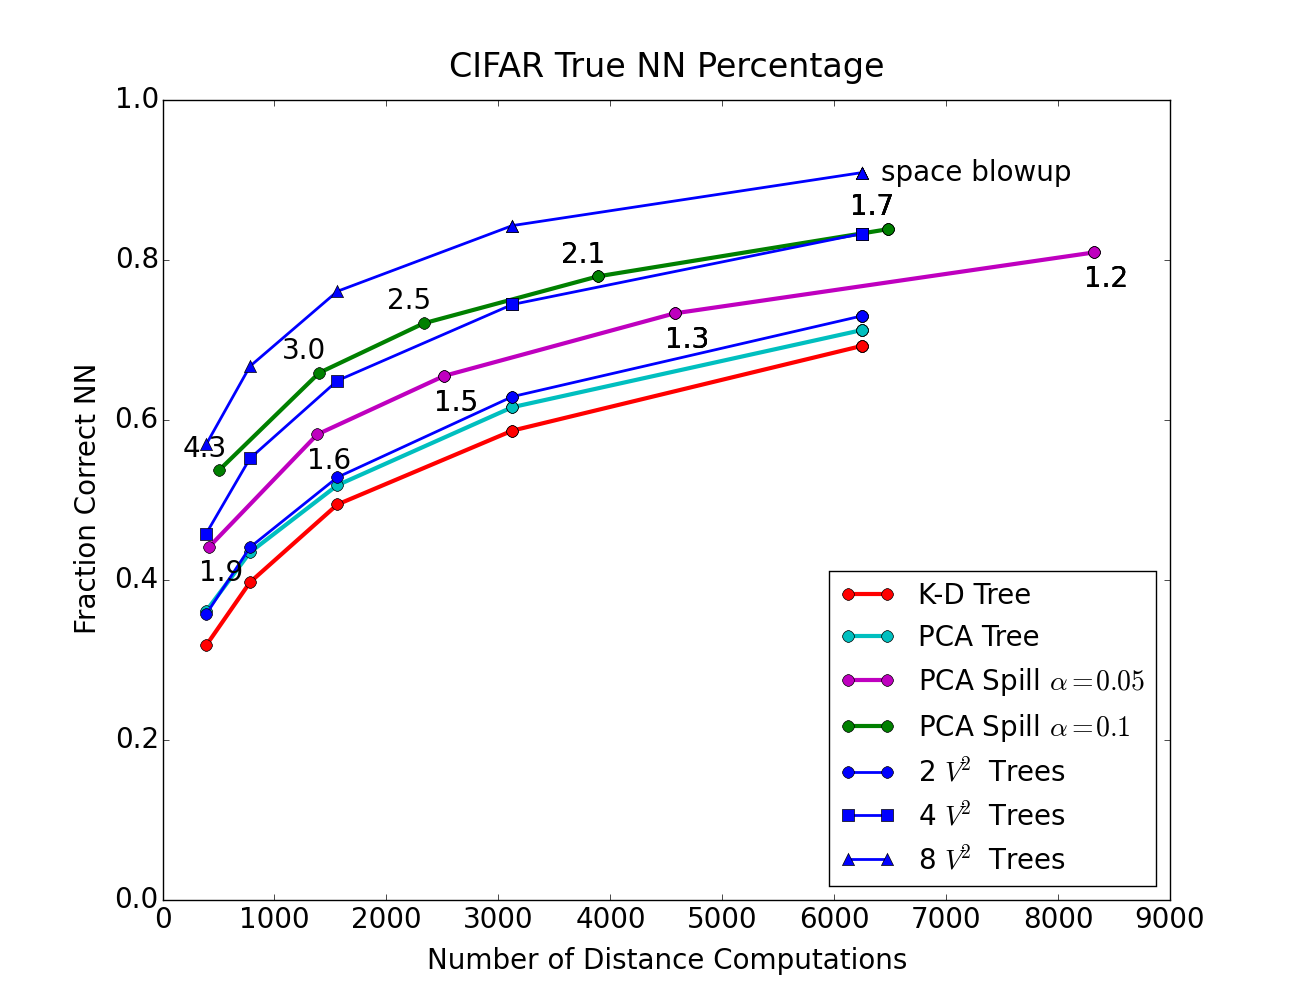 CIFAR True NN Percentage
1.0
0.8
0.6
0.4
0.2
0.0
Fraction Correct NN
space blowup
1.7
2.1
1.2
2.5
3.0
1.3
1.5
4.3
1.6
1.9
K-D Tree
PCA Tree
PCA Spill α=0.05
PCA Spill α=0.1
2 V² Trees
4 V² Trees
8 V² Trees
0 1000 2000 3000 4000 5000 6000 7000 8000 9000
Number of Distance Computations